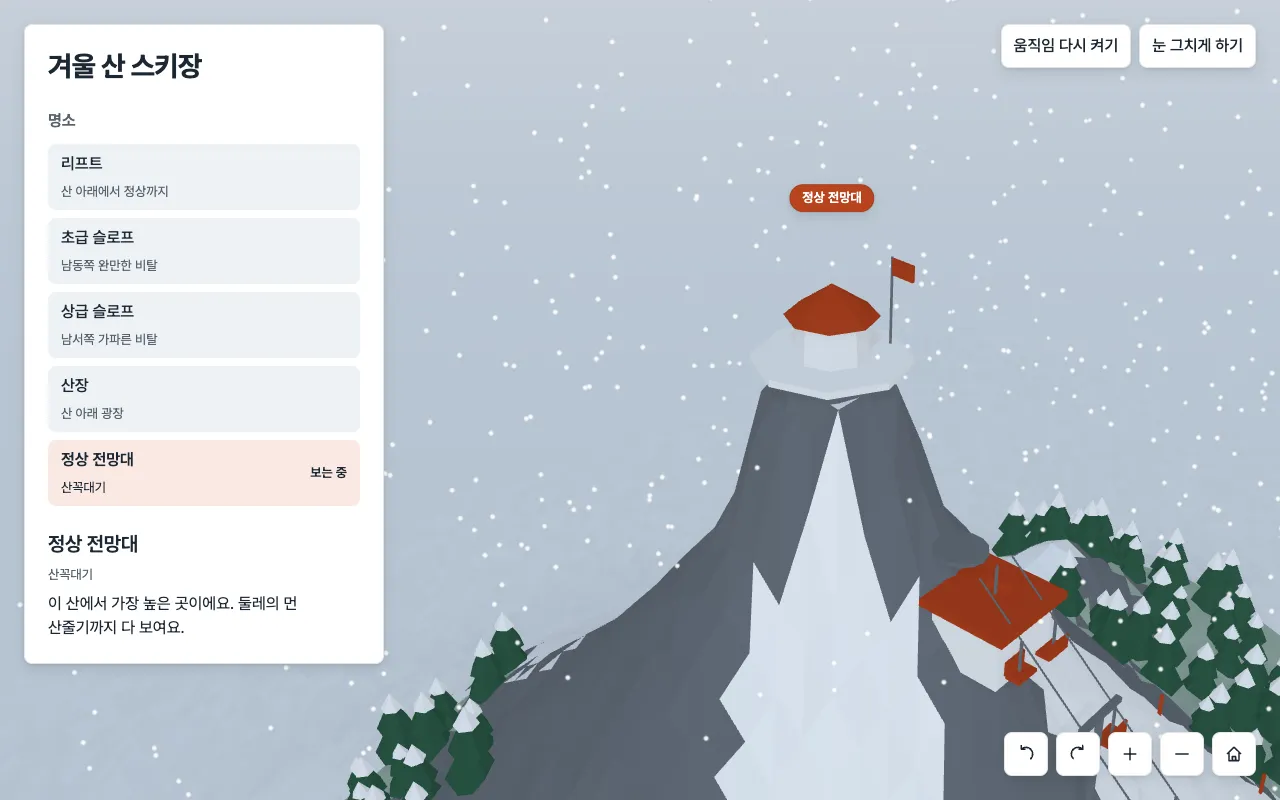 겨울 산 스키장
명소
리프트
산 아래에서 정상까지
초급 슬로프
남동쪽 완만한 비탈
상급 슬로프
남서쪽 가파른 비탈
산장
산 아래 광장
정상 전망대
산꼭대기
보는 중
정상 전망대
산꼭대기
이 산에서 가장 높은 곳이에요. 둘레의 먼
산줄기까지 다 보여요.
움직임 다시 켜기
눈 그치게 하기
정상 전망대